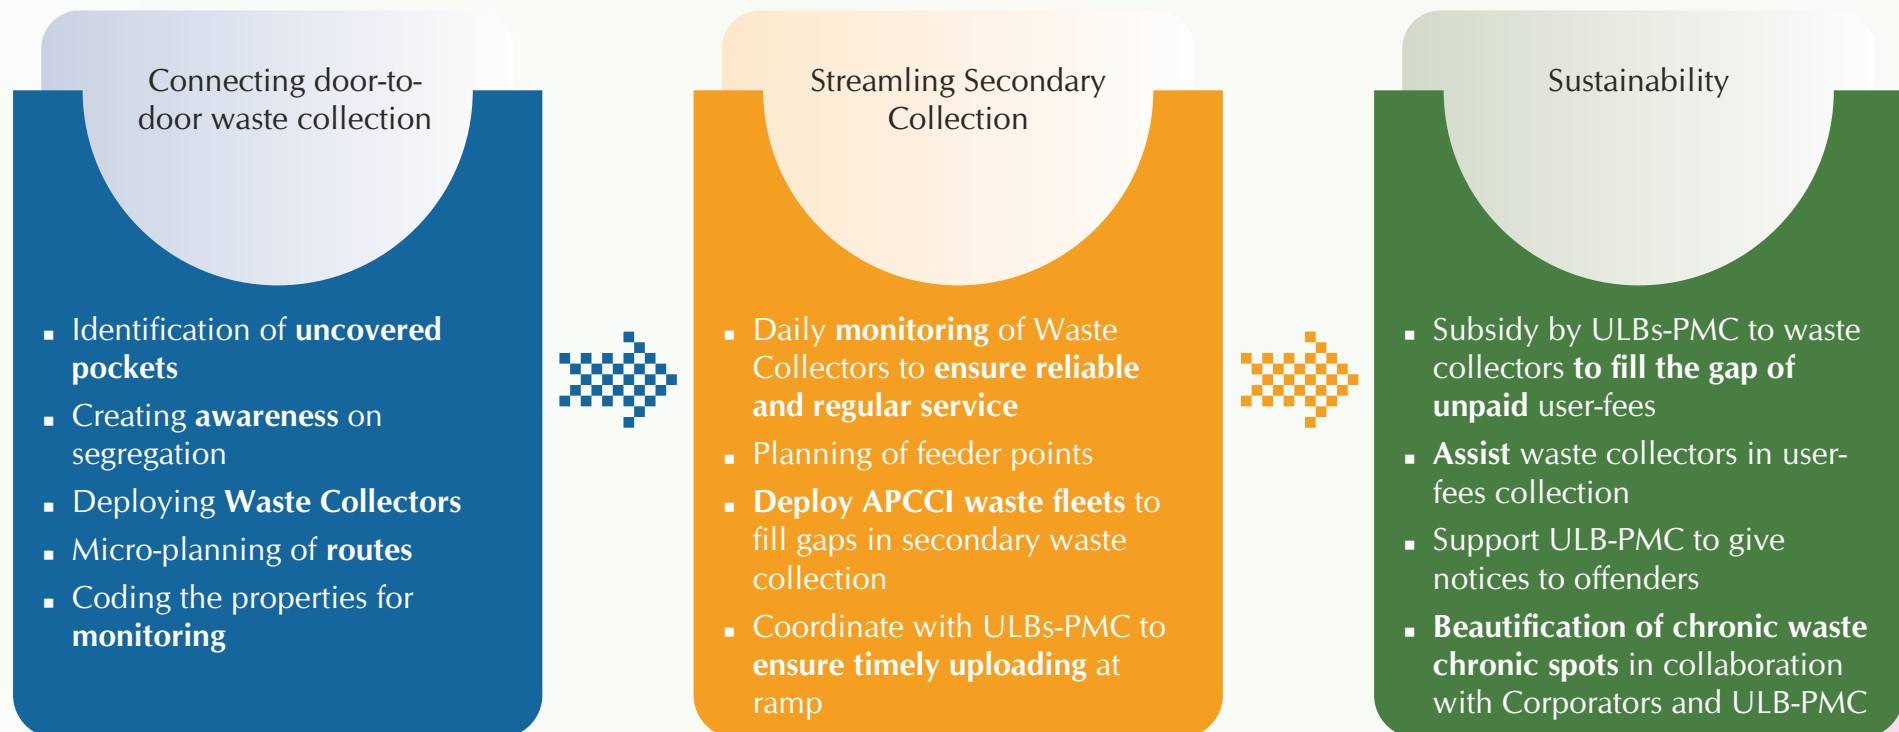 Connecting door-to-
door waste collection
▪ Identification of uncovered
pockets
▪ Creating awareness on
segregation
▪ Deploying Waste Collectors
▪ Micro-planning of routes
▪ Coding the properties for
monitoring
Streamling Secondary
Collection
▪ Daily monitoring of Waste
Collectors to ensure reliable
and regular service
▪ Planning of feeder points
▪ Deploy APCCI waste fleets to
fill gaps in secondary waste
collection
▪ Coordinate with ULBs-PMC to
ensure timely uploading at
ramp
Sustainability
▪ Subsidy by ULBs-PMC to waste
collectors to fill the gap of
unpaid user-fees
▪ Assist waste collectors in user-
fees collection
▪ Support ULB-PMC to give
notices to offenders
▪ Beautification of chronic waste
chronic spots in collaboration
with Corporators and ULB-PMC